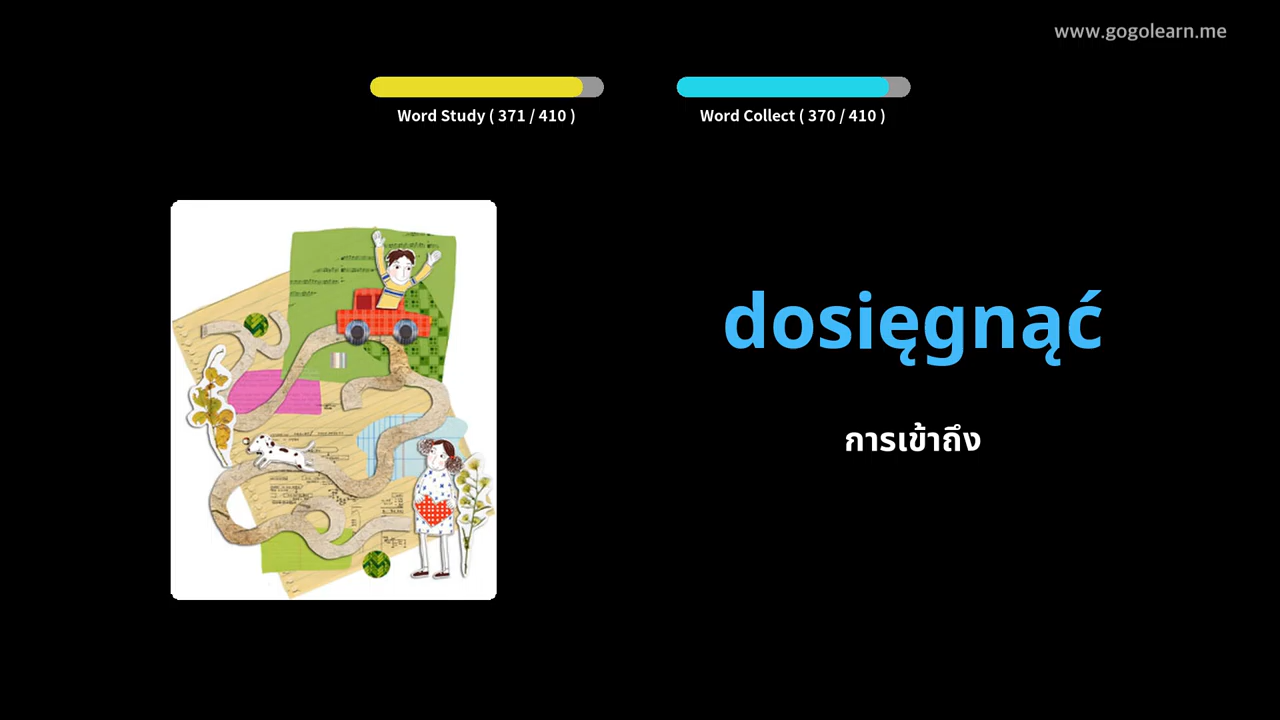 www.gogolearn.me
Word Study ( 371 / 410 )
Word Collect ( 370 / 410 )
dosięgnąć
การเข้าถึง